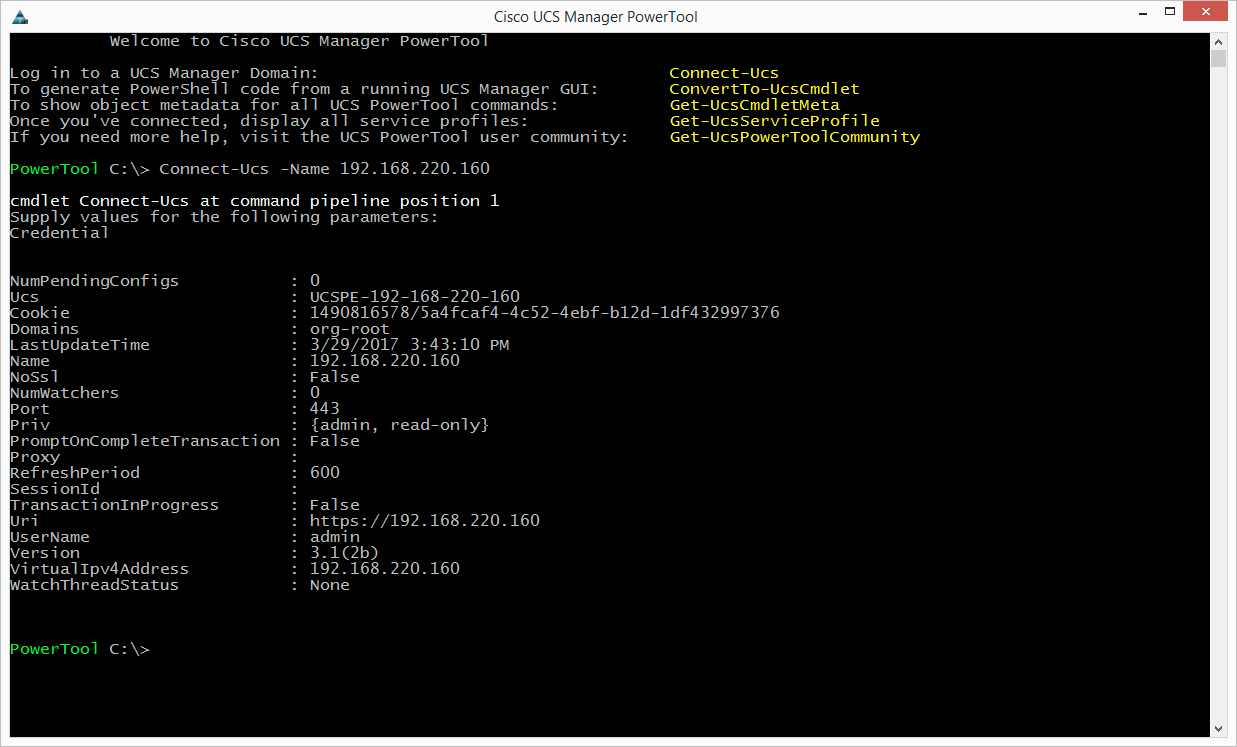 Cisco UCS Manager PowerTool
Welcome to Cisco UCS Manager PowerTool
Log in to a UCS Manager Domain: Connect-Ucs
To generate PowerShell code from a running UCS Manager GUI: ConvertTo-UcsCmdlet
To show object metadata for all UCS PowerTool commands: Get-UcsCmdletMeta
Once you've connected, display all service profiles: Get-UcsServiceProfile
If you need more help, visit the UCS PowerTool user community: Get-UcsPowerToolCommunity
PowerTool C:\> Connect-Ucs -Name 192.168.220.160
cmdlet Connect-Ucs at command pipeline position 1
Supply values for the following parameters:
Credential
NumPendingConfigs : 0
Ucs : UCSPE-192-168-220-160
Cookie : 1490816578/5a4fcaf4-4c52-4ebf-b12d-1df432997376
Domains : org-root
LastUpdateTime : 3/29/2017 3:43:10 PM
Name : 192.168.220.160
NoSsl : False
NumWatchers : 0
Port : 443
Priv : {admin, read-only}
PromptOnCompleteTransaction : False
Proxy :
RefreshPeriod : 600
SessionId :
TransactionInProgress : False
Uri : https://192.168.220.160
UserName : admin
Version : 3.1(2b)
VirtualIpv4Address : 192.168.220.160
WatchThreadStatus : None
PowerTool C:\>